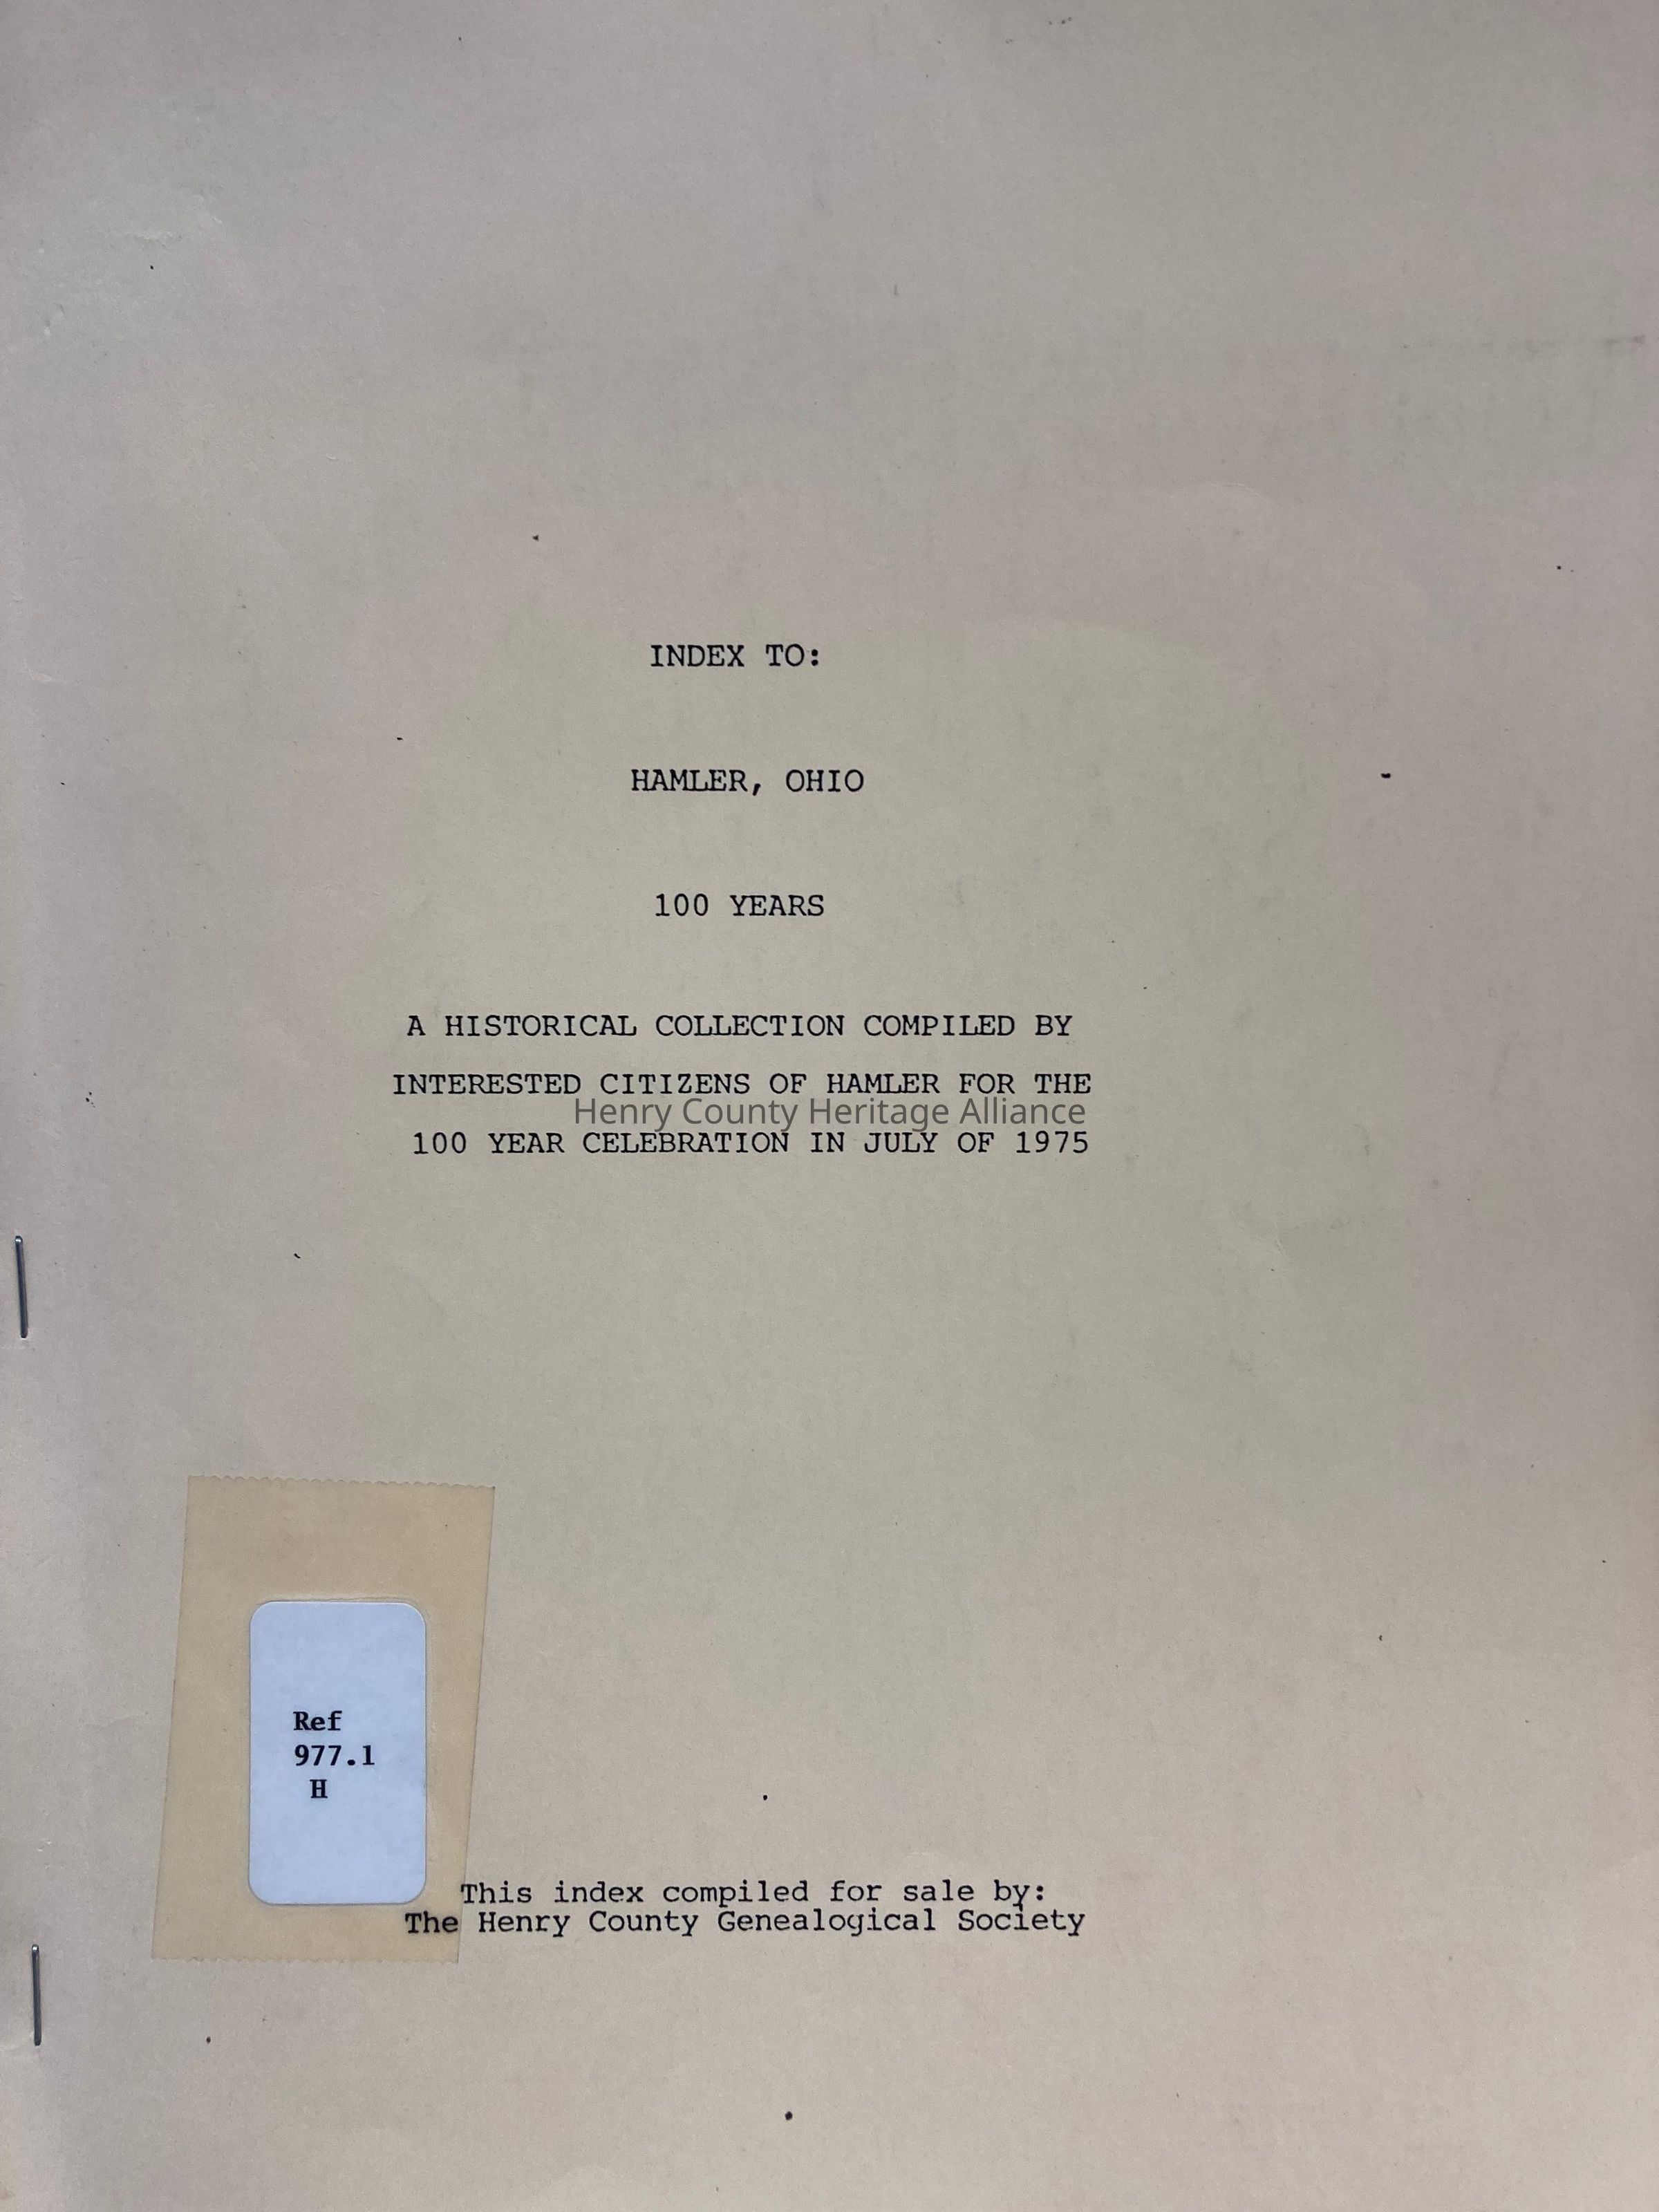 INDEX TO:
HAMLER, OHIO
100 YEARS
A HISTORICAL COLLECTION COMPILED BY
INTERESTED CITIZENS OF HAMLER FOR THE
Henry County Heritage Alliance
100 YEAR CELEBRATION IN JULY OF 1975
Ref
977.1
H
This index compiled for sale by:
The Henry County Genealogical Society